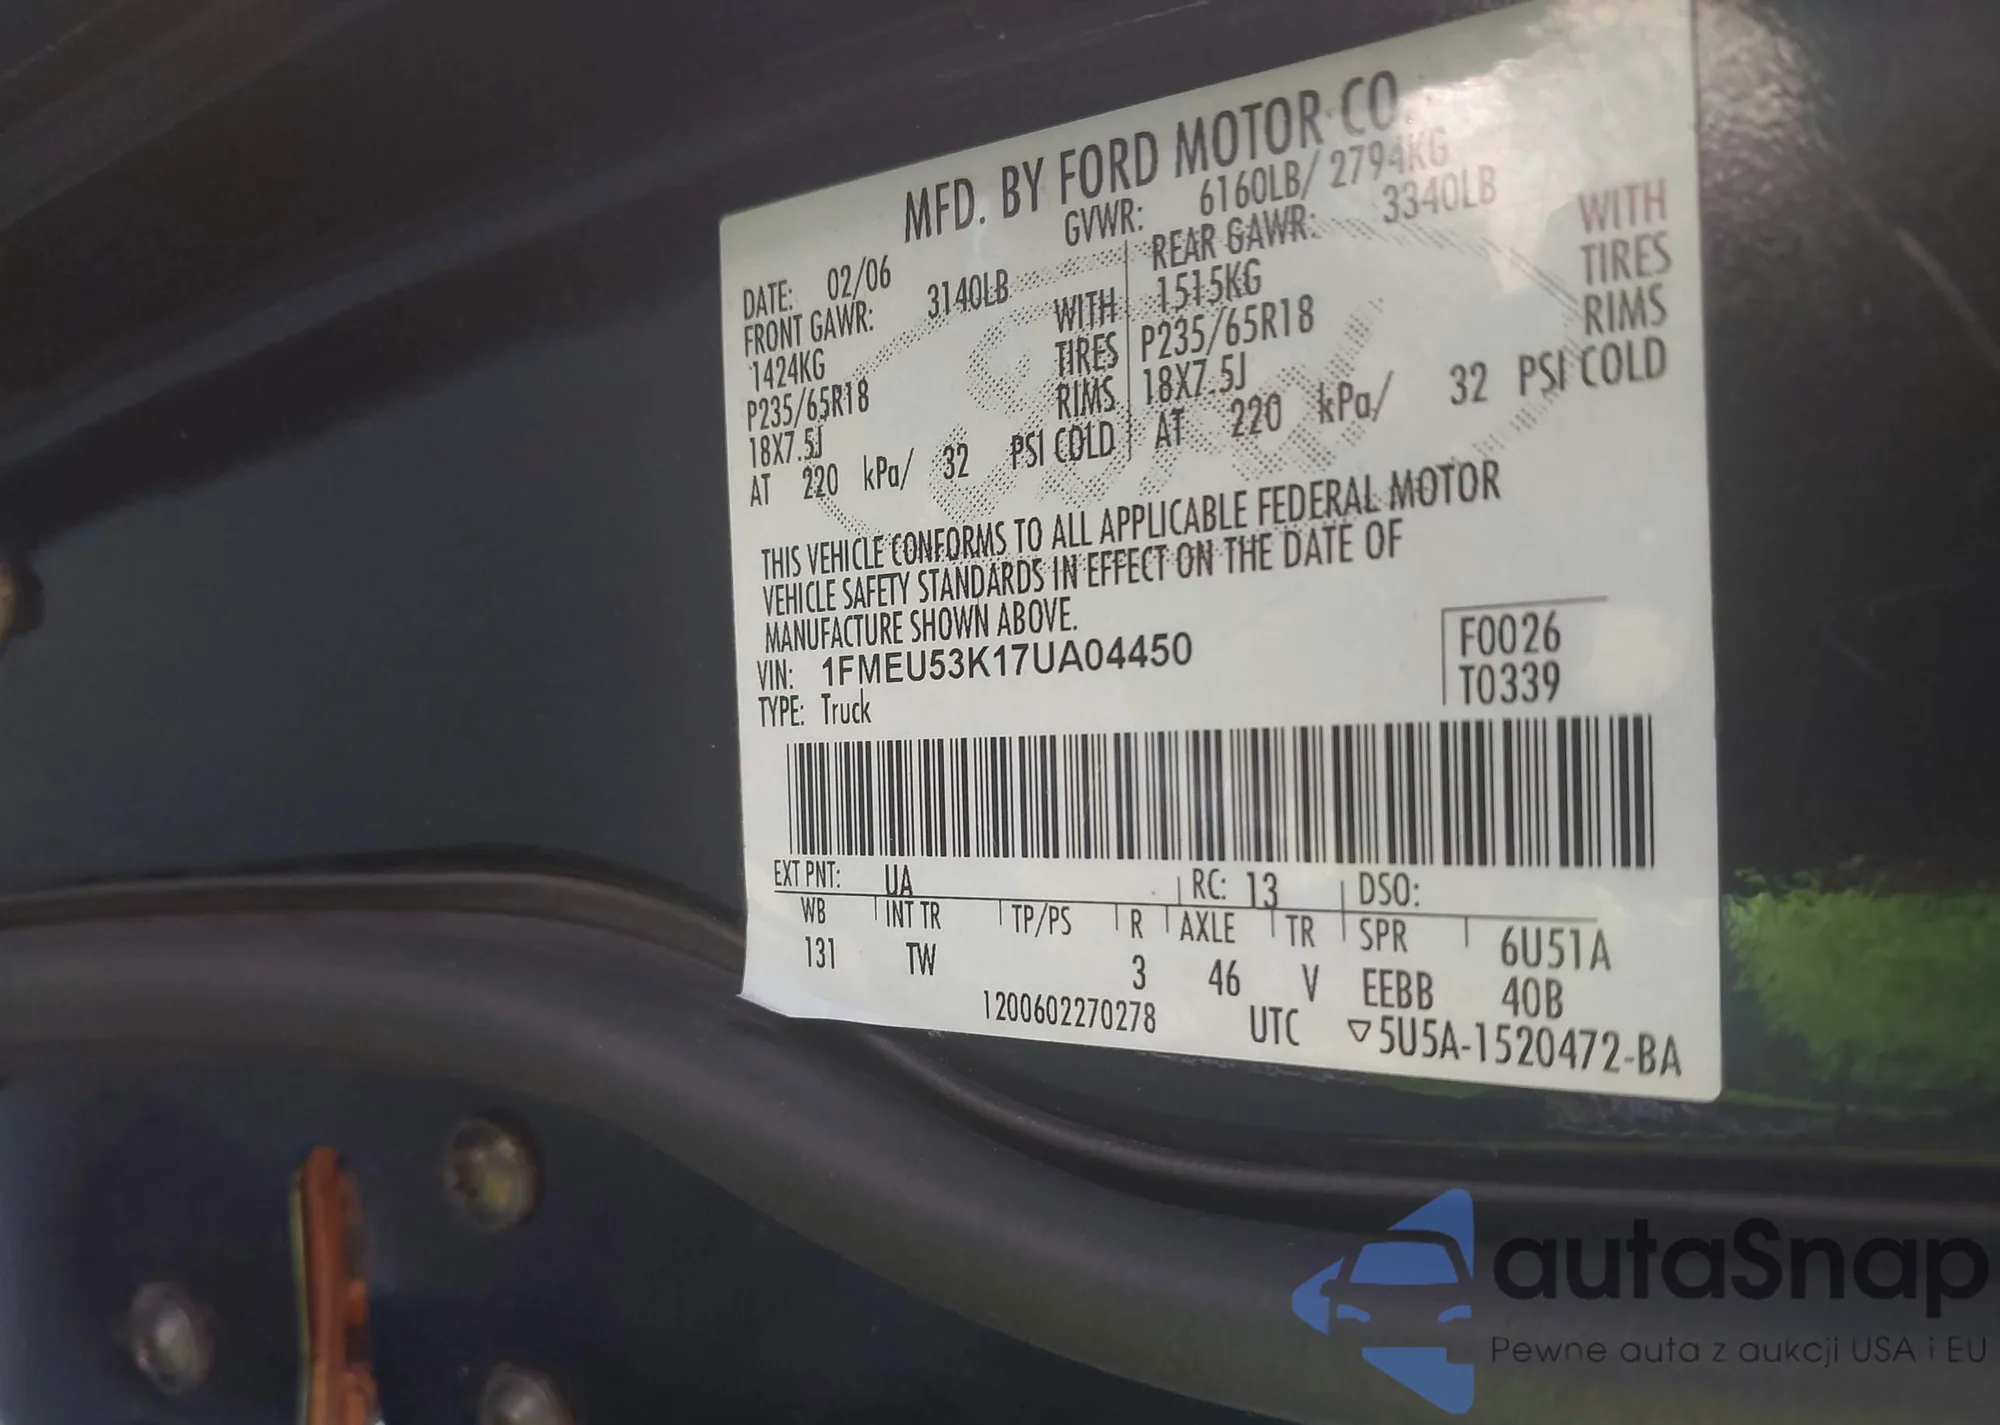 MFD. BY FORD MOTOR CO
GVWR: 6160LB/ 2794KG
DATE: 02/06
FRONT GAWR: 3140LB
1424KG WITH
P235/65R18 TIRES
18X7.5J RIMS
AT 220 kPa/ 32 PSI COLD
REAR GAWR: 3340LB
1515KG WITH
P235/65R18 TIRES
18X7.5J RIMS
AT 220 kPa/ 32 PSI COLD
THIS VEHICLE CONFORMS TO ALL APPLICABLE FEDERAL MOTOR
VEHICLE SAFETY STANDARDS IN EFFECT ON THE DATE OF
MANUFACTURE SHOWN ABOVE.
VIN: 1FMEU53K17UA04450
TYPE: Truck
F0026
T0339
EXT PNT: UA RC: 13 DSO:
WB INT TR TP/PS R AXLE TR SPR 6U51A
131 TW 3 46 V EEBB 40B
1200602270278 UTC ▽5U5A-1520472-BA
autaSnap
Pewne auta z aukcji USA i EU